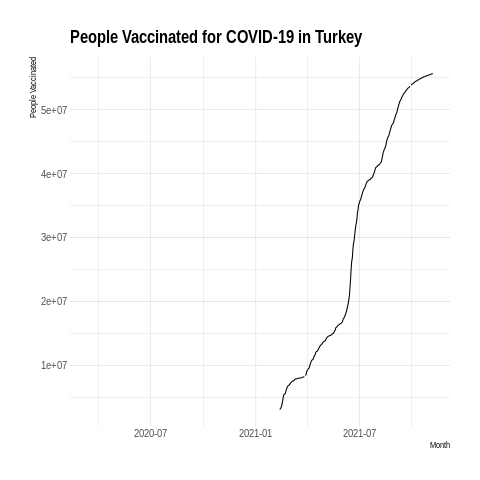 People Vaccinated for COVID-19 in Turkey
People Vaccinated
5e+07
4e+07
3e+07
2e+07
1e+07
2020-07 2021-01 2021-07
Month